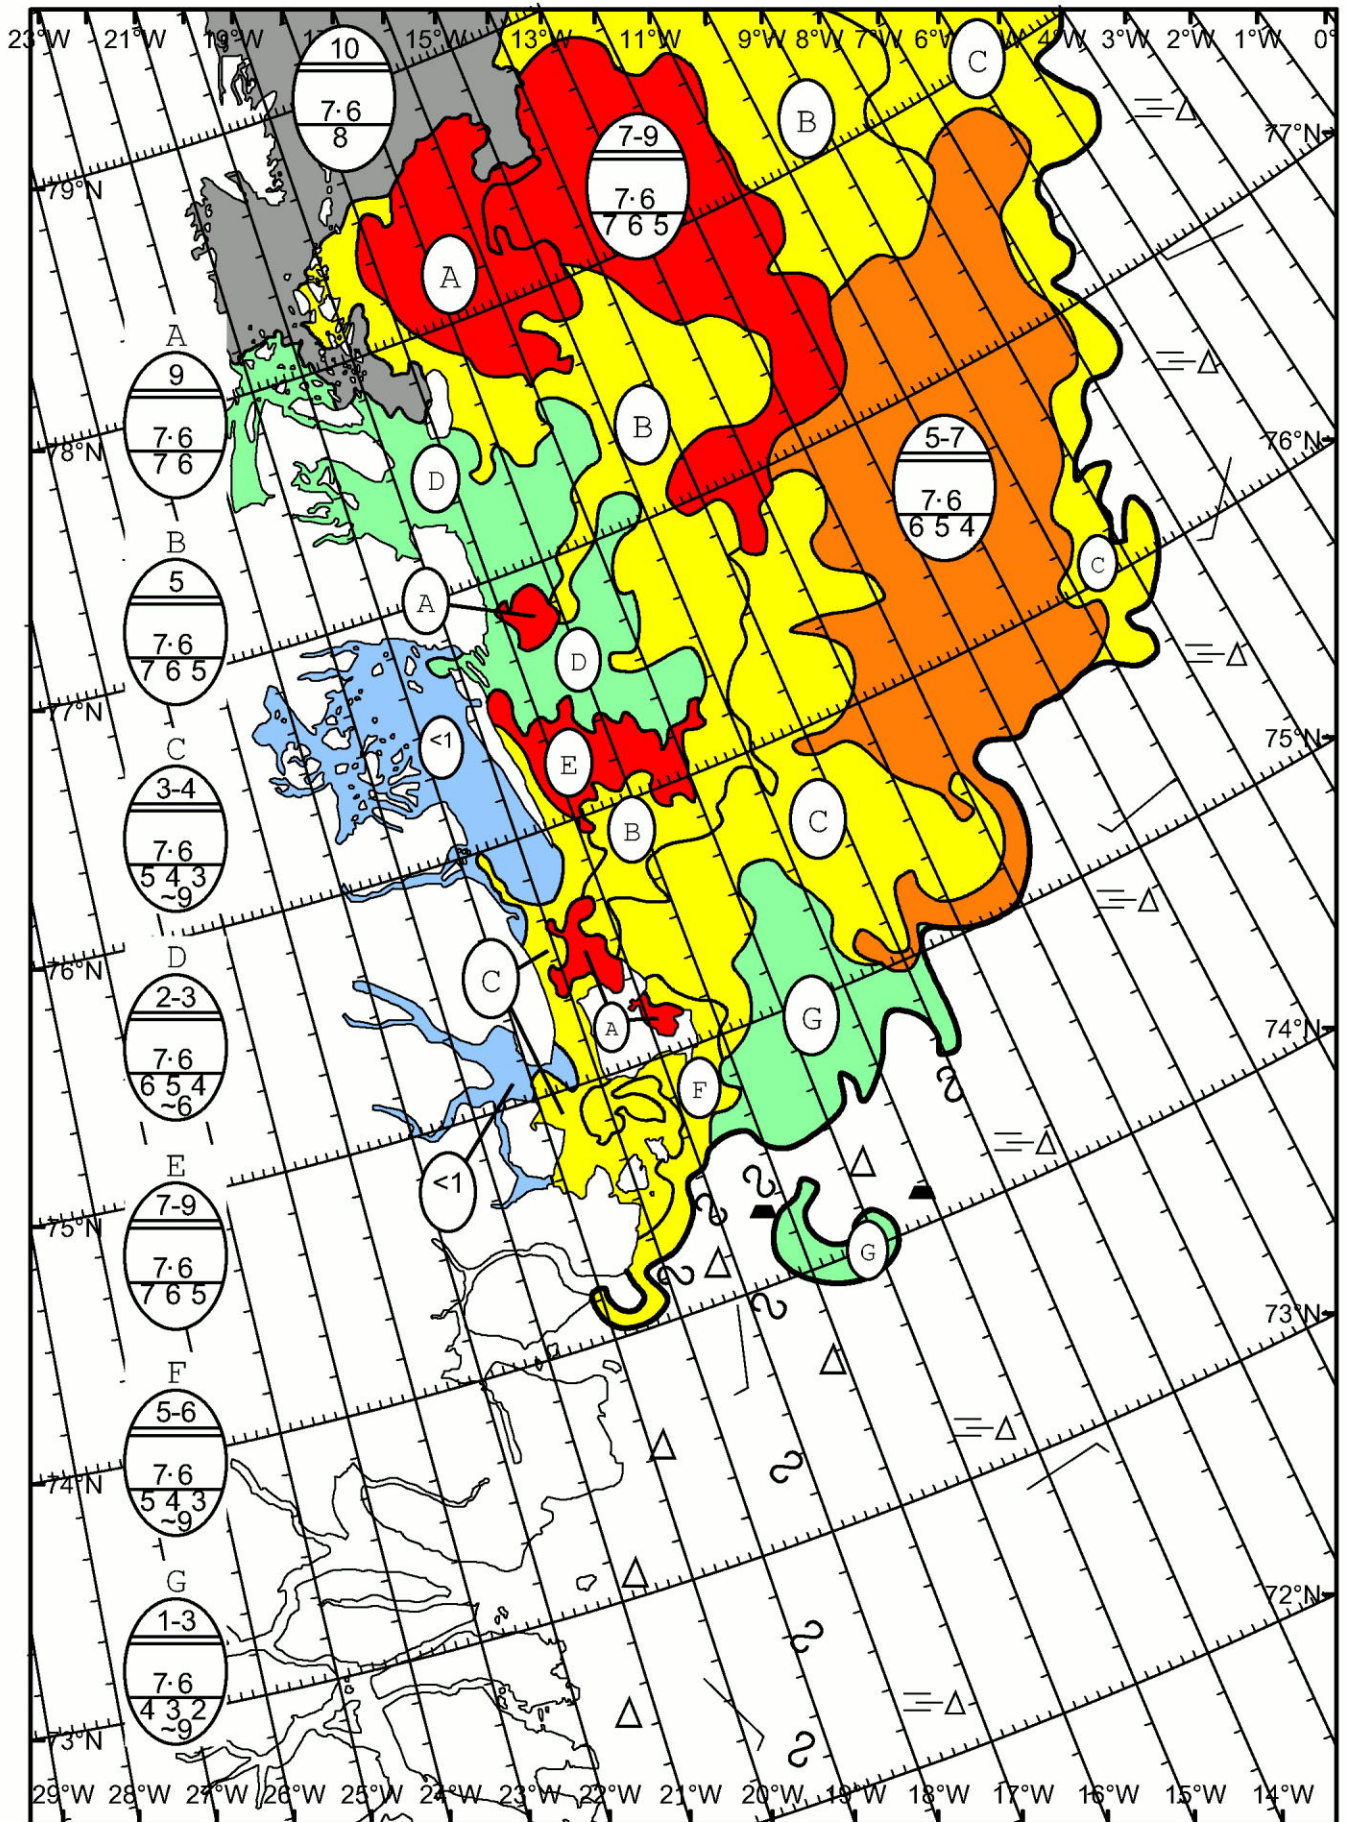 23°W 21°W 19°W 15°W 13°W 11°W 9°W 8°W 7°W 6°W 4°W 3°W 2°W 1°W 0°
10
7·6
8
C
B
77°N
7-9
7·6
7 6 5
79°N
A
A
9
7·6
7 6
B
76°N
5-7
7·6
6 5 4
78°N
D
B
5
7·6
7 6 5
C
A
D
77°N
75°N
<1
E
C
3-4
7·6
5 4 3
~9
B
C
76°N
D
2-3
7·6
6 5 4
~6
C
A
G
74°N
F
E
7-9
7·6
7 6 5
<1
75°N
G
73°N
F
5-6
7·6
5 4 3
~9
74°N
G
1-3
7·6
4 3 2
~9
72°N
73°N
29°W 28°W 27°W 26°W 25°W 24°W 23°W 22°W 21°W 20°W 19°W 18°W 17°W 16°W 15°W 14°W